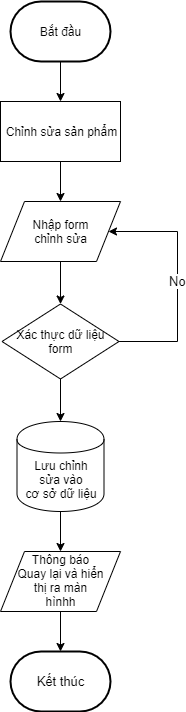 Bắt đầu
Chỉnh sửa sản phẩm
Nhập form
chỉnh sửa
No
Xác thực dữ liệu
form
Lưu chỉnh
sửa vào
cơ sở dữ liệu
Thông báo
Quay lại và hiển
thị ra màn
hìnhh
Kết thúc